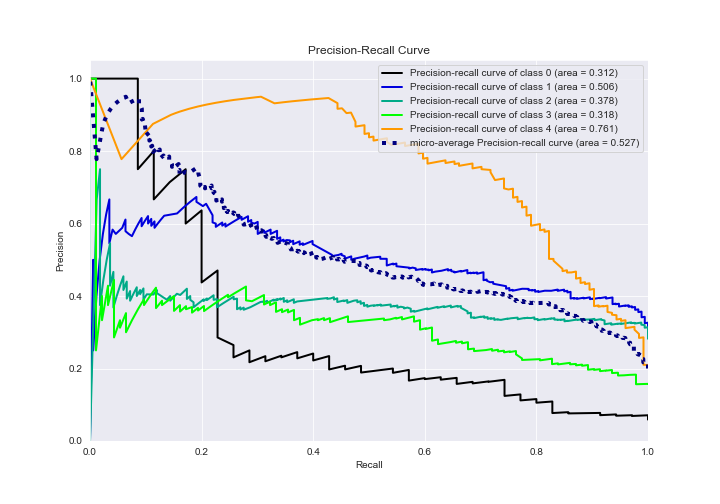 Precision-Recall Curve
Precision-recall curve of class 0 (area = 0.312)
Precision-recall curve of class 1 (area = 0.506)
Precision-recall curve of class 2 (area = 0.378)
Precision-recall curve of class 3 (area = 0.318)
Precision-recall curve of class 4 (area = 0.761)
micro-average Precision-recall curve (area = 0.527)
Precision
1.0
0.8
0.6
0.4
0.2
0.0
0.0 0.2 0.4 0.6 0.8 1.0
Recall